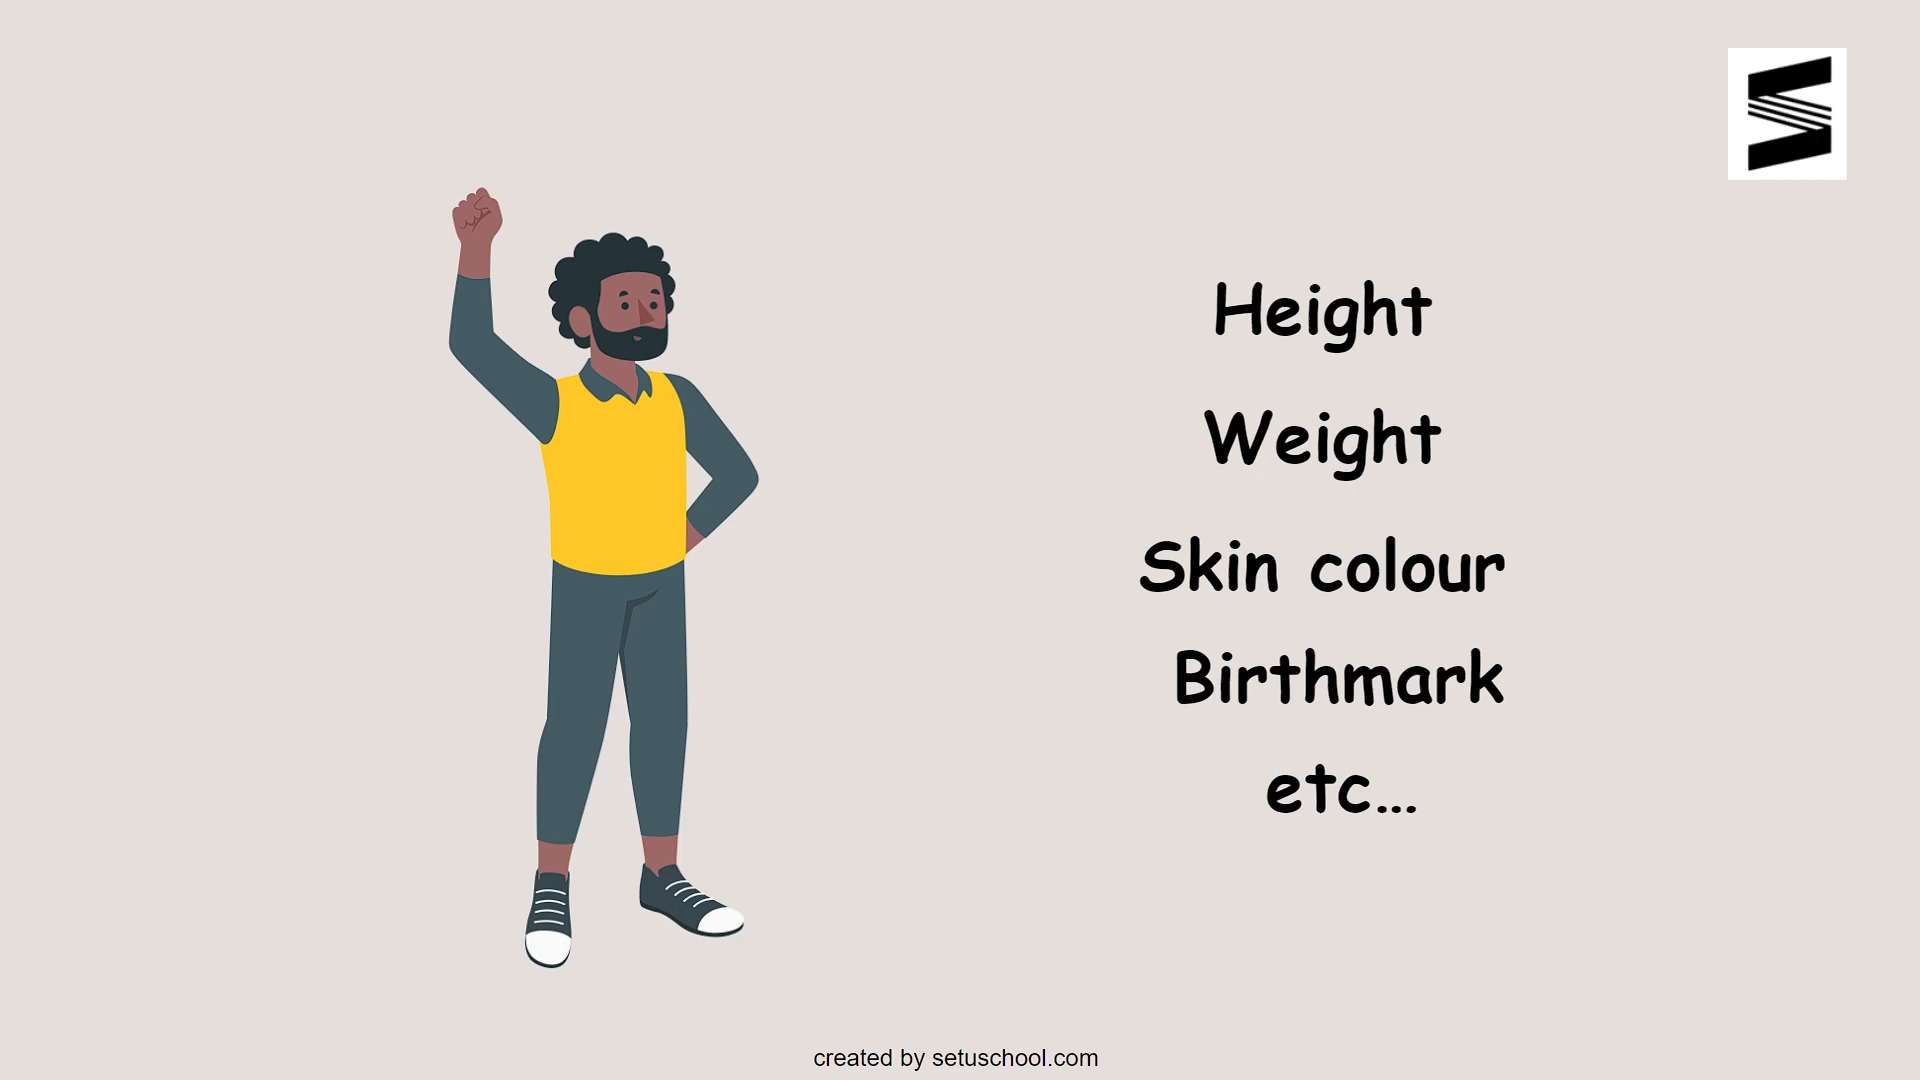 Height
Weight
Skin colour
Birthmark
etc...
created by setuschool.com